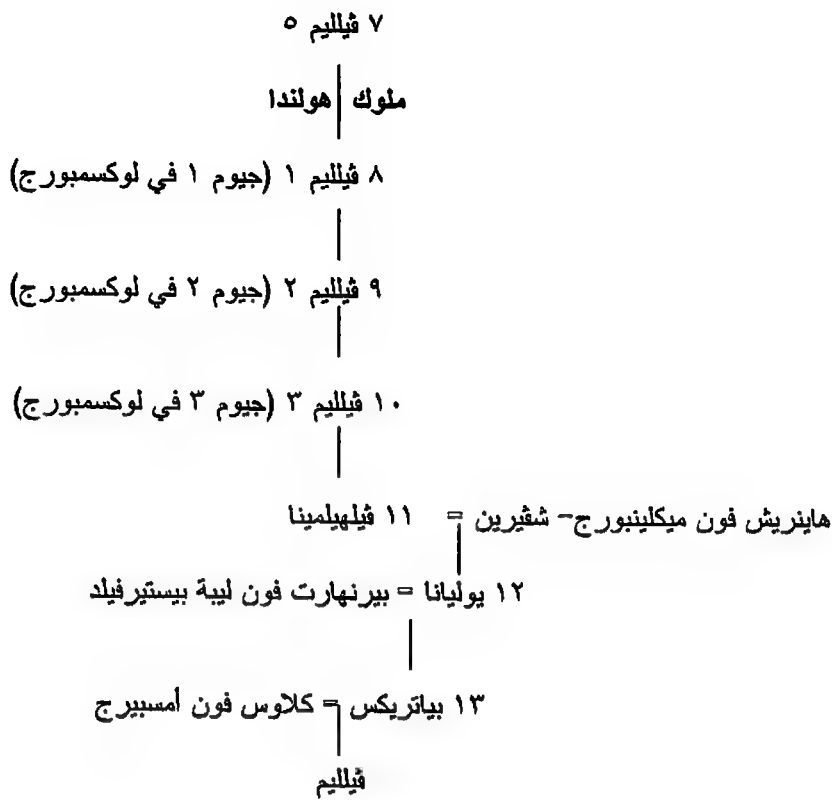 ٧ ڤيلليم ٥
ملوك هولندا
٨ ڤيلليم ١ (جيوم ١ في لوكسمبورج)
٩ ڤيلليم ٢ (جيوم ٢ في لوكسمبورج)
١٠ ڤيلليم ٣ (جيوم ٣ في لوكسمبورج)
هاينريش فون ميكلينبورج- شڤيرين = ١١ ڤيلهيلمينا
١٢ يوليانا = بيرنهارت فون ليبة بيستيرفيلد
١٣ بياتريكس = كلاوس فون أمسبيرج
ڤيلليم